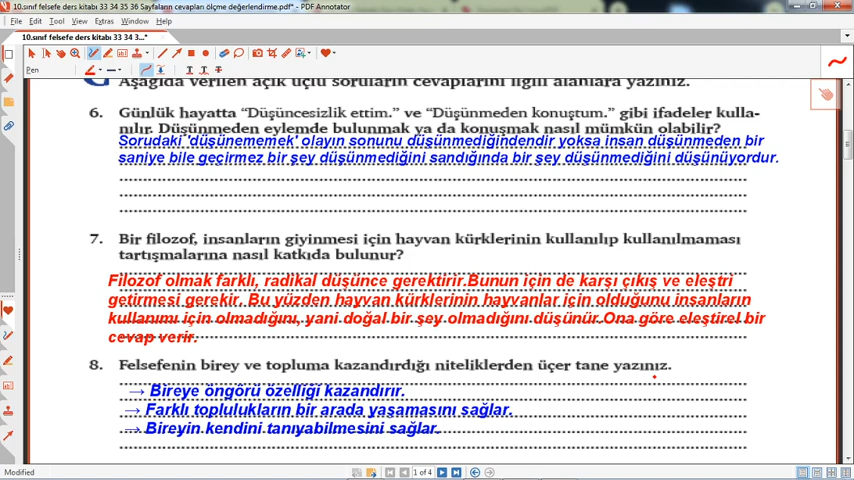 10.sınıf felsefe ders kitabı 33 34 35 36 Sayfaların cevapları ölçme değerlendirme.pdf* - PDF Annotator
File Edit Tool View Extras Window Help
10.sınıf felsefe ders kitabı 33 34 3...*
Pen
C Aşağıda verilen açık uçlu soruların cevaplarını ilgili alanlara yazınız.
6. Günlük hayatta “Düşüncesizlik ettim.” ve “Düşünmeden konuştum.” gibi ifadeler kulla-
nılır. Düşünmeden eylemde bulunmak ya da konuşmak nasıl mümkün olabilir?
Sorudaki 'düşünememek' olayın sonunu düşünmediğindendir yoksa insan düşünmeden bir
saniye bile geçirmez bir şey düşünmediğini sandığında bir şey düşünmediğini düşünüyordur.
7. Bir filozof, insanların giyinmesi için hayvan kürklerinin kullanılıp kullanılmaması
tartışmalarına nasıl katkıda bulunur?
Filozof olmak farklı, radikal düşünce gerektirir.Bunun için de karşı çıkış ve eleştri
getirmesi gerekir. Bu yüzden hayvan kürklerinin hayvanlar için olduğunu insanların
kullanımı için olmadığını, yani doğal bir şey olmadığını düşünür.Ona göre eleştirel bir
cevap verir.
8. Felsefenin birey ve topluma kazandırdığı niteliklerden üçer tane yazınız.
→ Bireye öngörü özelliği kazandırır.
→ Farklı toplulukların bir arada yaşamasını sağlar.
→ Bireyin kendini tanıyabilmesini sağlar.
Modified
1 of 4